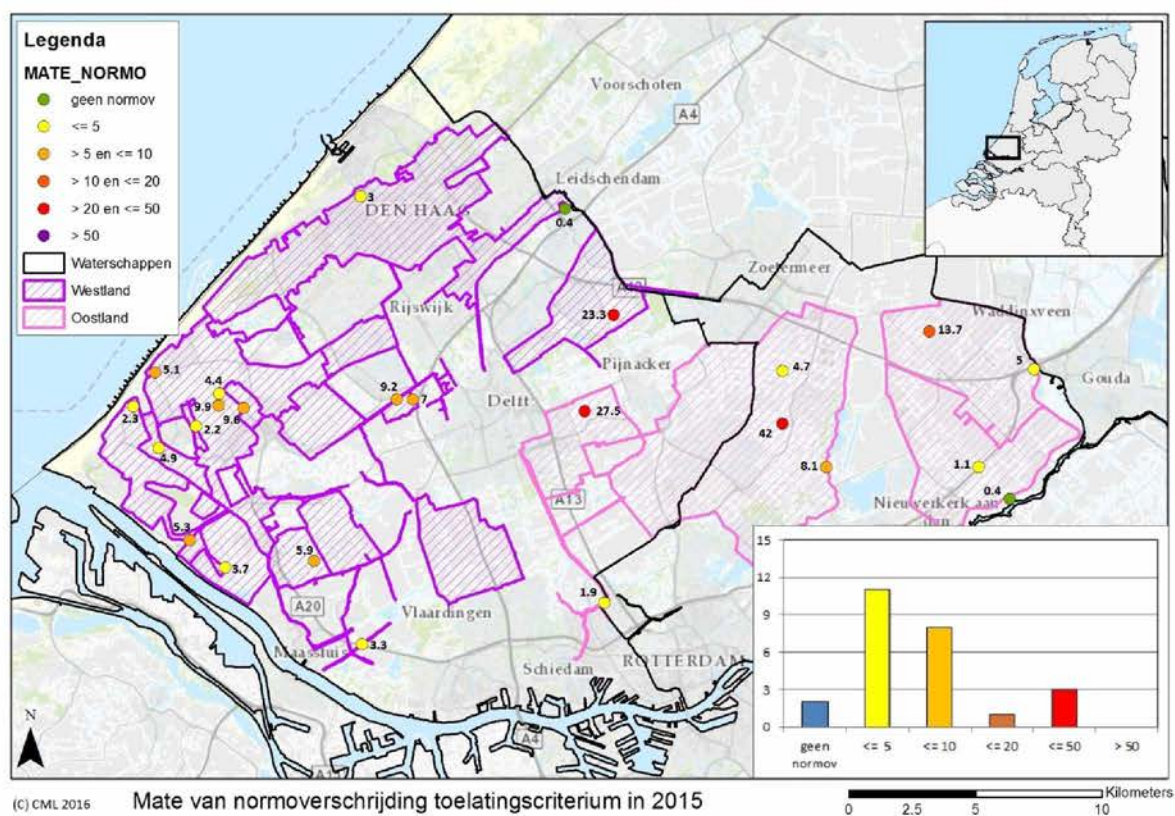 Legenda
MATE_NORMO
geen normov
<= 5
> 5 en <= 10
> 10 en <= 20
> 20 en <= 50
> 50
Waterschappen
Westland
Oostland
Voorschoten
A4
Leidschendam
3
DEN HAAG
0.4
Zoetermeer
Rijswijk
23.3
Waddinxveen
13.7
Pijnacker
5.1
4.4
9.2
7
4.7
5
Gouda
2.3
9.9
9.6
Delft
27.5
2.2
42
4.9
8.1
1.1
A13
Nieuwerkerk aan
den
0.4
5.3
3.7
5.9
1.9
A20
Vlaardingen
3.3
Maassluis
Schiedam
ROTTERDAM
N
A4
15
12
9
6
3
0
geen
normov
<= 5
<= 10
<= 20
<=50
> 50
(C) CML 2016
Mate van normoverschrijding toelatingscriterium in 2015
Kilometers
0
2.5
5
10